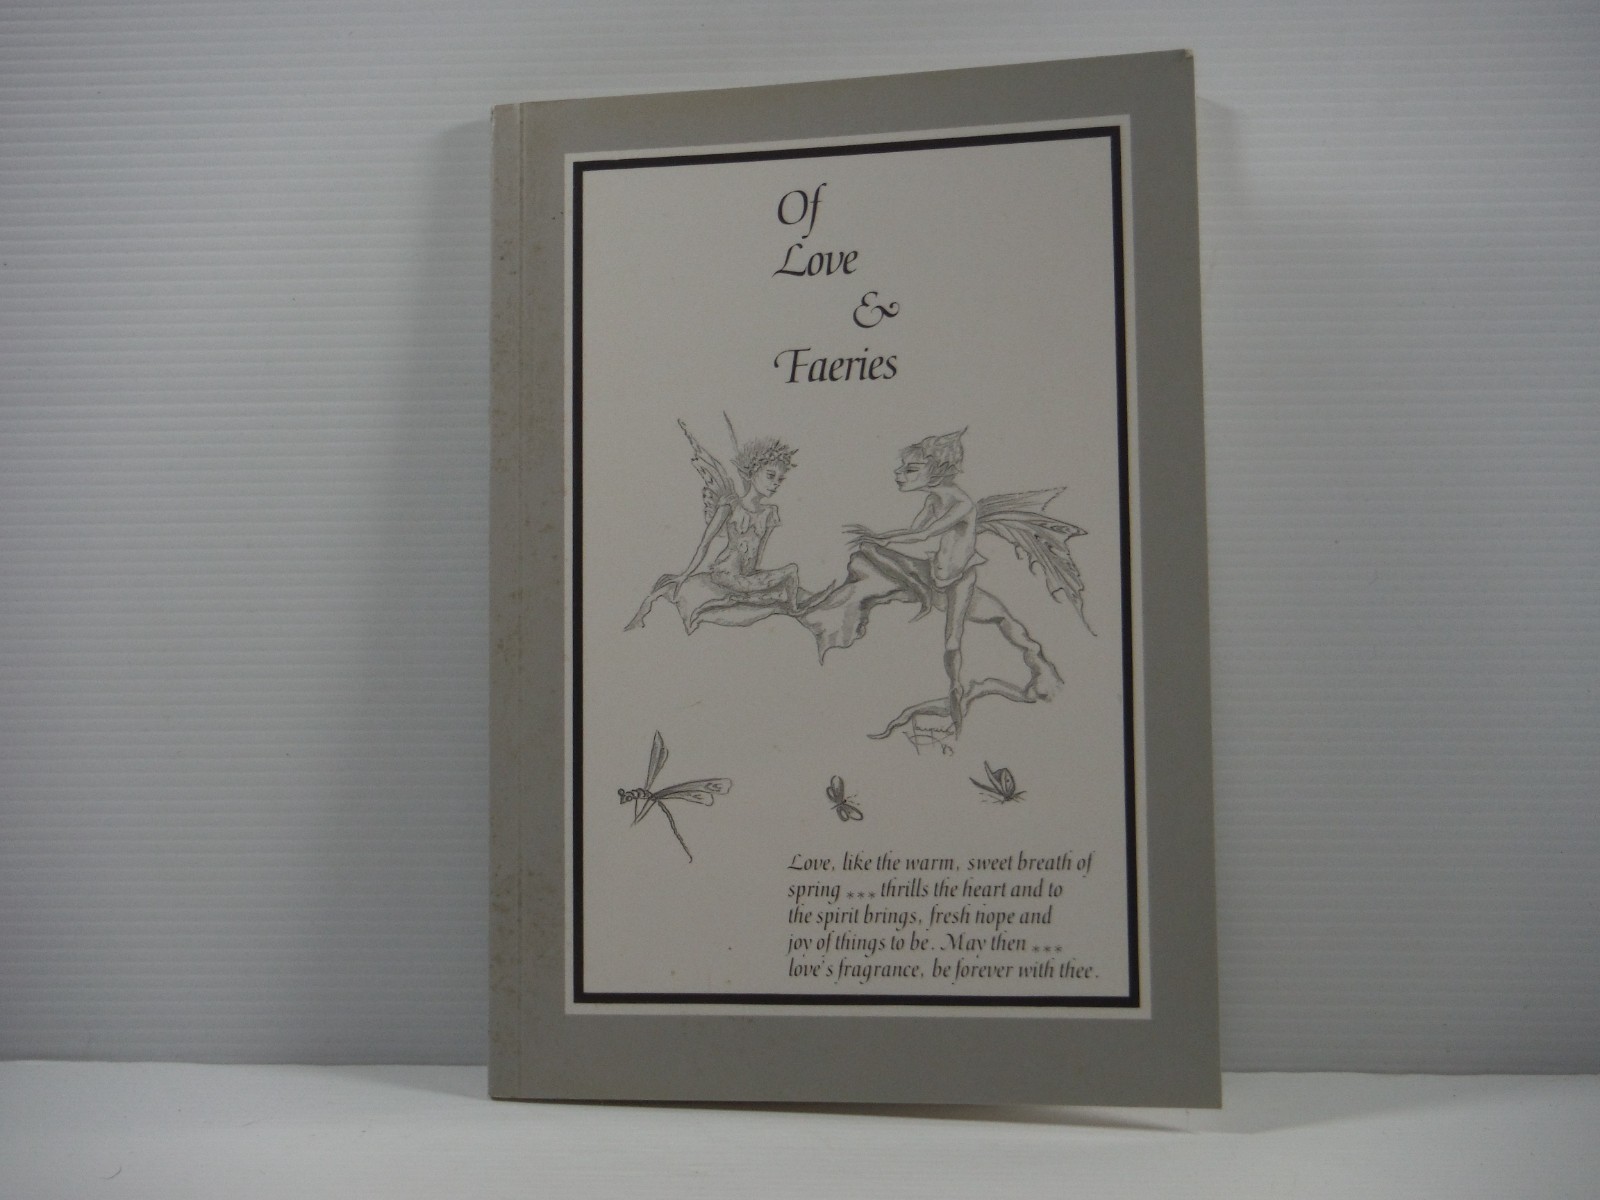 Of
Love
&
Faeries
Love, like the warm, sweet breath of
spring *** thrills the heart and to
the spirit brings, fresh hope and
joy of things to be. May then ***
love's fragrance, be forever with thee.